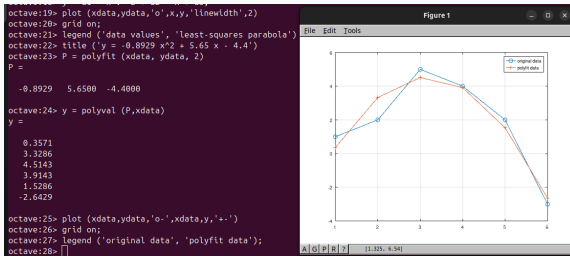 octave:19> plot (xdata,ydata,'o',x,y,'linewidth',2)
octave:20> grid on;
octave:21> legend ('data values', 'least-squares parabola')
octave:22> title ('y = -0.8929 x^2 + 5.65 x - 4.4')
octave:23> P = polyfit (xdata, ydata, 2)
P =
-0.8929 5.6500 -4.4000
octave:24> y = polyval (P,xdata)
y =
0.3571
3.3286
4.5143
3.9143
1.5286
-2.6429
octave:25> plot (xdata,ydata,'o-',xdata,y,'+-')
octave:26> grid on;
octave:27> legend ('original data', 'polyfit data');
octave:28>
Figure 1
File Edit Tools
original data
polyfit data
6
4
2
0
-2
-4
1 2 3 4 5 6
A G P R ? [1.325, 6.54]